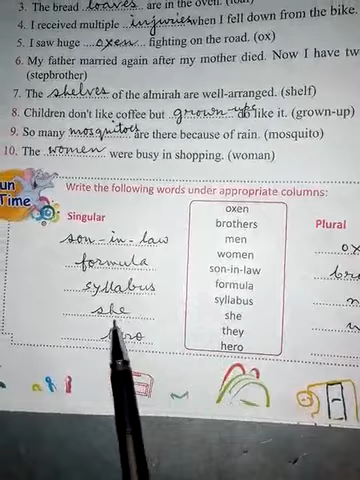 3. The bread loaves are in the oven.
4. I received multiple injuries when I fell down from the bike.
5. I saw huge oxen fighting on the road. (ox)
6. My father married again after my mother died. Now I have tw
(stepbrother)
7. The shelves of the almirah are well-arranged. (shelf)
8. Children don't like coffee but grown-ups do like it. (grown-up)
9. So many mosquitoes are there because of rain. (mosquito)
10. The women were busy in shopping. (woman)
un
Time
Write the following words under appropriate columns:
Singular
son-in-law
formula
syllabus
she
oxen
brothers
men
women
son-in-law
formula
syllabus
she
they
hero
Plural
ox
bro